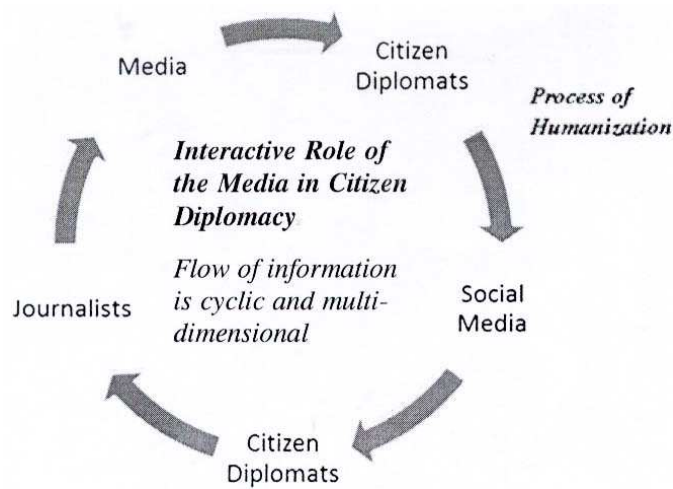 Media
Citizen
Diplomats
Process of
Humanization
Interactive Role of
the Media in Citizen
Diplomacy
Flow of information
is cyclic and multi-
dimensional
Journalists
Social
Media
Citizen
Diplomats